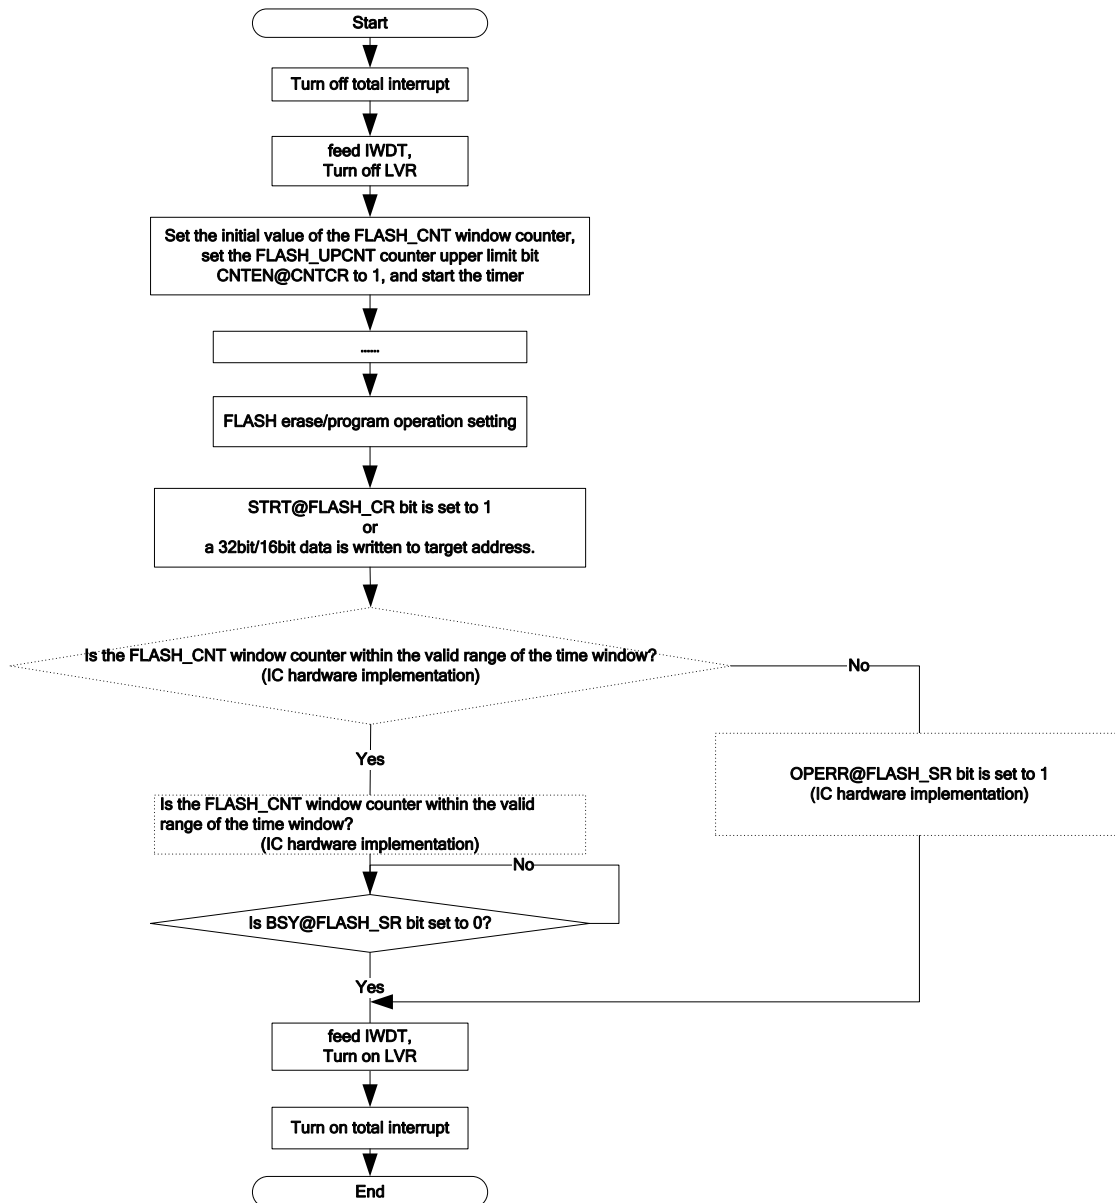 Start
Turn off total interrupt
feed IWDT,
Turn off LVR
Set the initial value of the FLASH_CNT window counter,
set the FLASH_UPCNT counter upper limit bit
CNTEN@CNTCR to 1, and start the timer
......
FLASH erase/program operation setting
STRT@FLASH_CR bit is set to 1
or
a 32bit/16bit data is written to target address.
Is the FLASH_CNT window counter within the valid range of the time window?
(IC hardware implementation)
No
Yes
OPERR@FLASH_SR bit is set to 1
(IC hardware implementation)
Is the FLASH_CNT window counter within the valid
range of the time window?
(IC hardware implementation)
No
Is BSY@FLASH_SR bit set to 0?
Yes
feed IWDT,
Turn on LVR
Turn on total interrupt
End